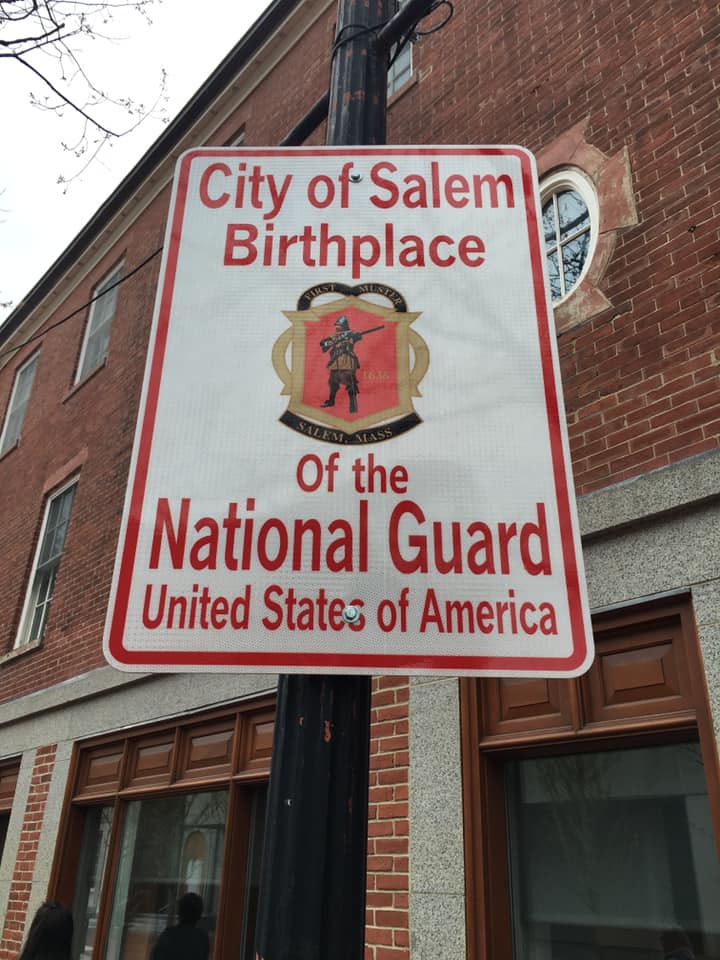 City of Salem
Birthplace
FIRST MUSTER
1636
SALEM, MASS
Of the
National Guard
United States of America